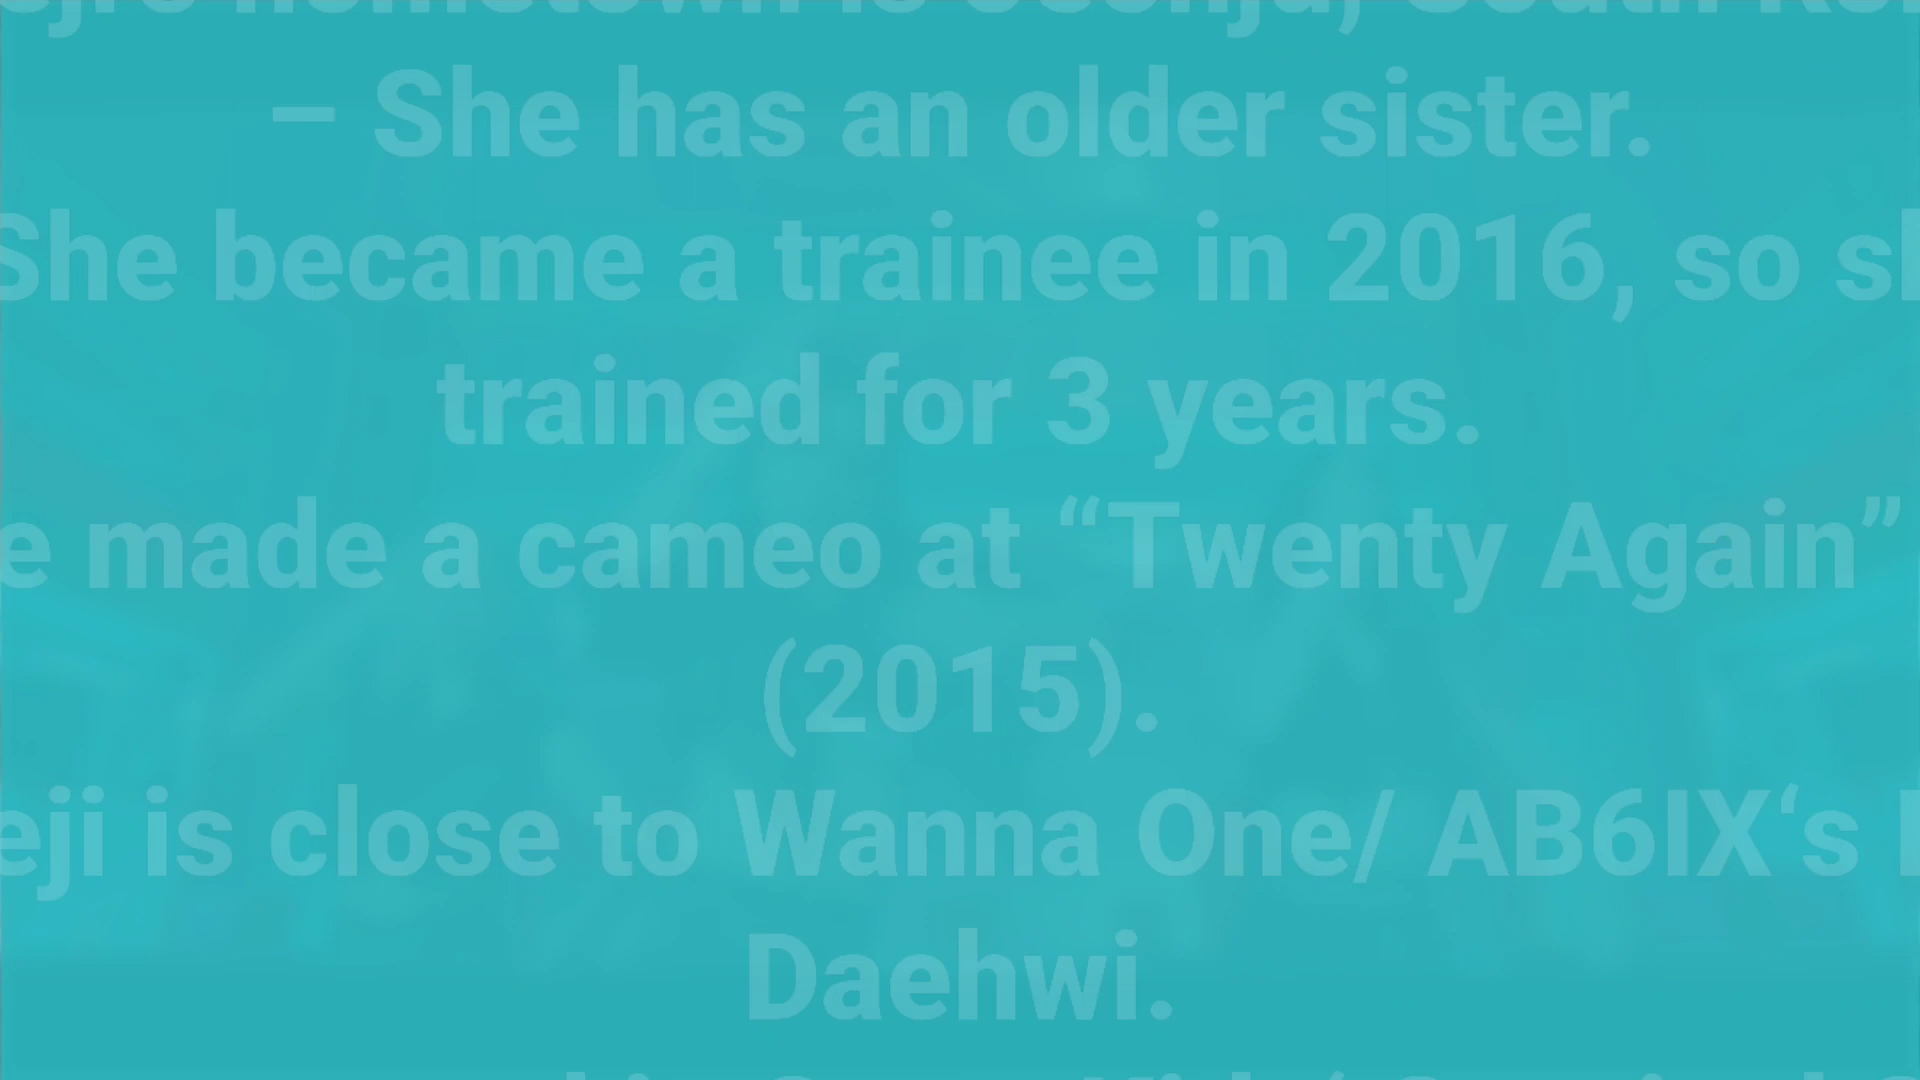 – She has an older sister.
She became a trainee in 2016, so
trained for 3 years.
made a cameo at “Twenty Again”
(2015).
eji is close to Wanna One/ AB6IX‘s
Daehwi.